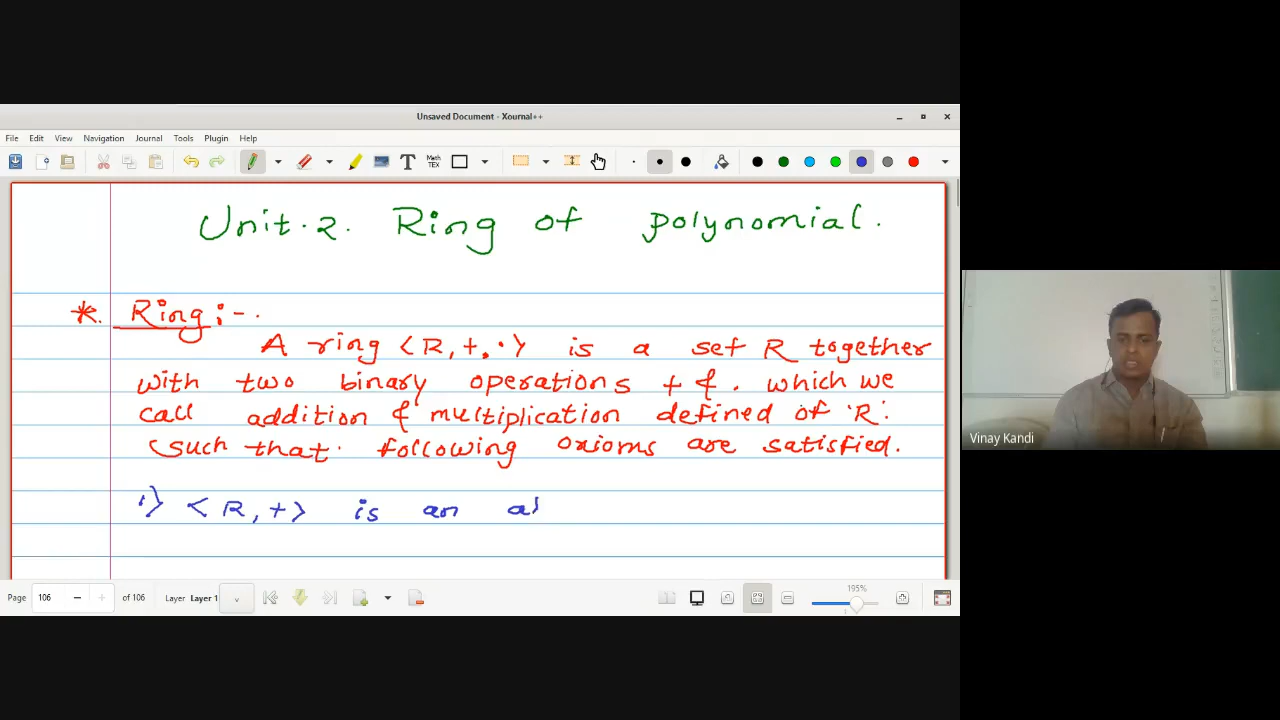 Unsaved Document - Xournal++
File Edit View Navigation Journal Tools Plugin Help
Unit.2. Ring of polynomial.
*. Ring :-.
A ring <R, +, ·> is a set R together
with two binary operations + & . which we
call addition & multiplication defined of 'R'.
such that following axioms are satisfied.
1) <R, +> is an
Vinay Kandi
Page 106 of 106 Layer Layer 1 195%